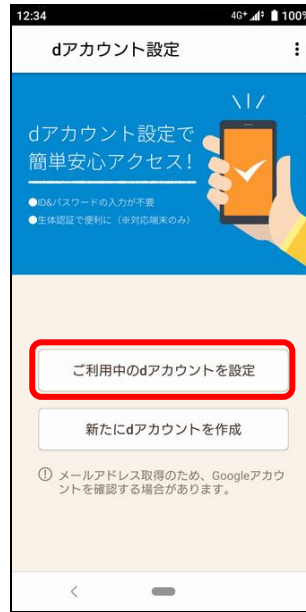 12:34 4G+ 100%
dアカウント設定
dアカウント設定で
簡単安心アクセス!
●ID&パスワードの入力が不要
●生体認証で便利に（※対応端末のみ）
ご利用中のdアカウントを設定
新たにdアカウントを作成
メールアドレス取得のため、Googleアカウ
ントを確認する場合があります。